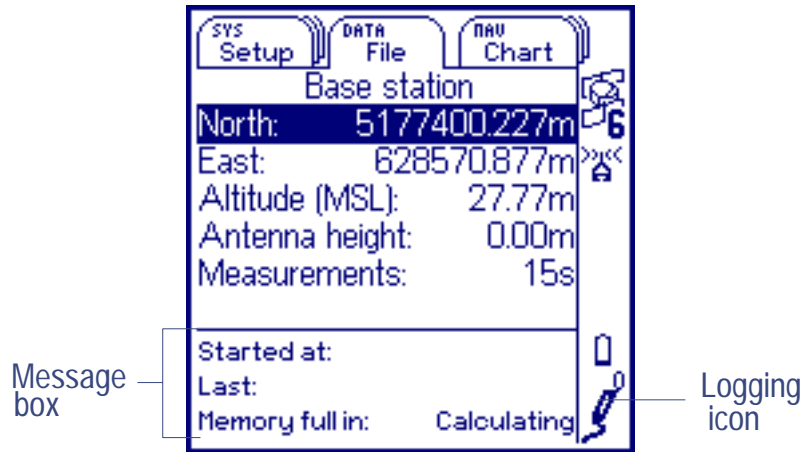 SYS DATA NAV
Setup File Chart
Base station
North: 5177400.227m
6
East: 628570.877m
Altitude (MSL): 27.77m
Antenna height: 0.00m
Measurements: 15s
Started at:
Message box
Last:
0
Logging icon
Memory full in: Calculating